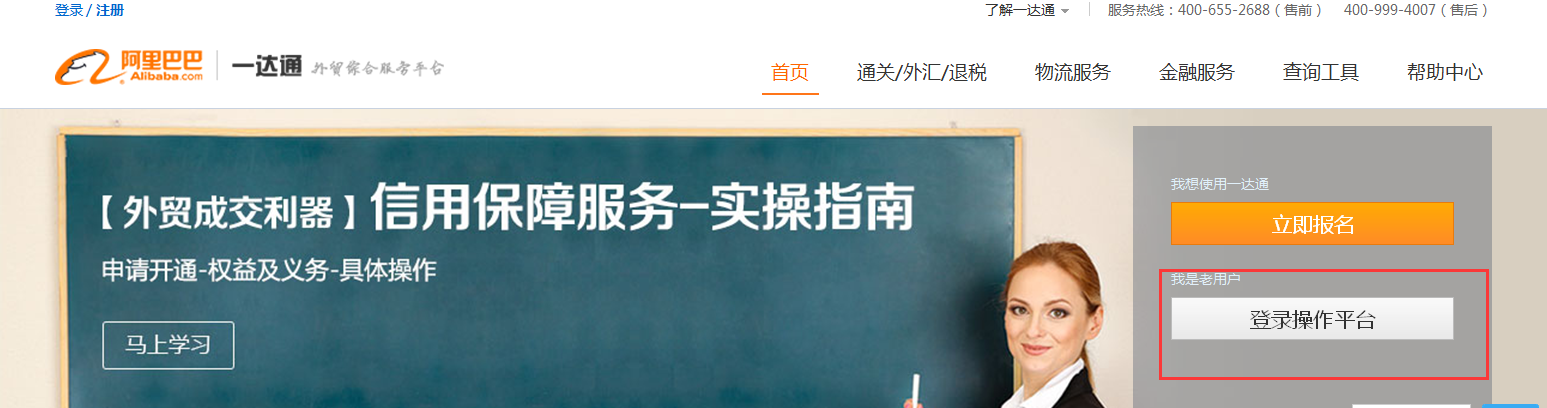 登录 / 注册
了解一达通
服务热线：400-655-2688（售前）
400-999-4007（售后）
阿里巴巴
Alibaba.com
一达通
外贸综合服务平台
首页
通关/外汇/退税
物流服务
金融服务
查询工具
帮助中心
【外贸成交利器】信用保障服务-实操指南
申请开通-权益及义务-具体操作
马上学习
我想使用一达通
立即报名
我是老用户
登录操作平台